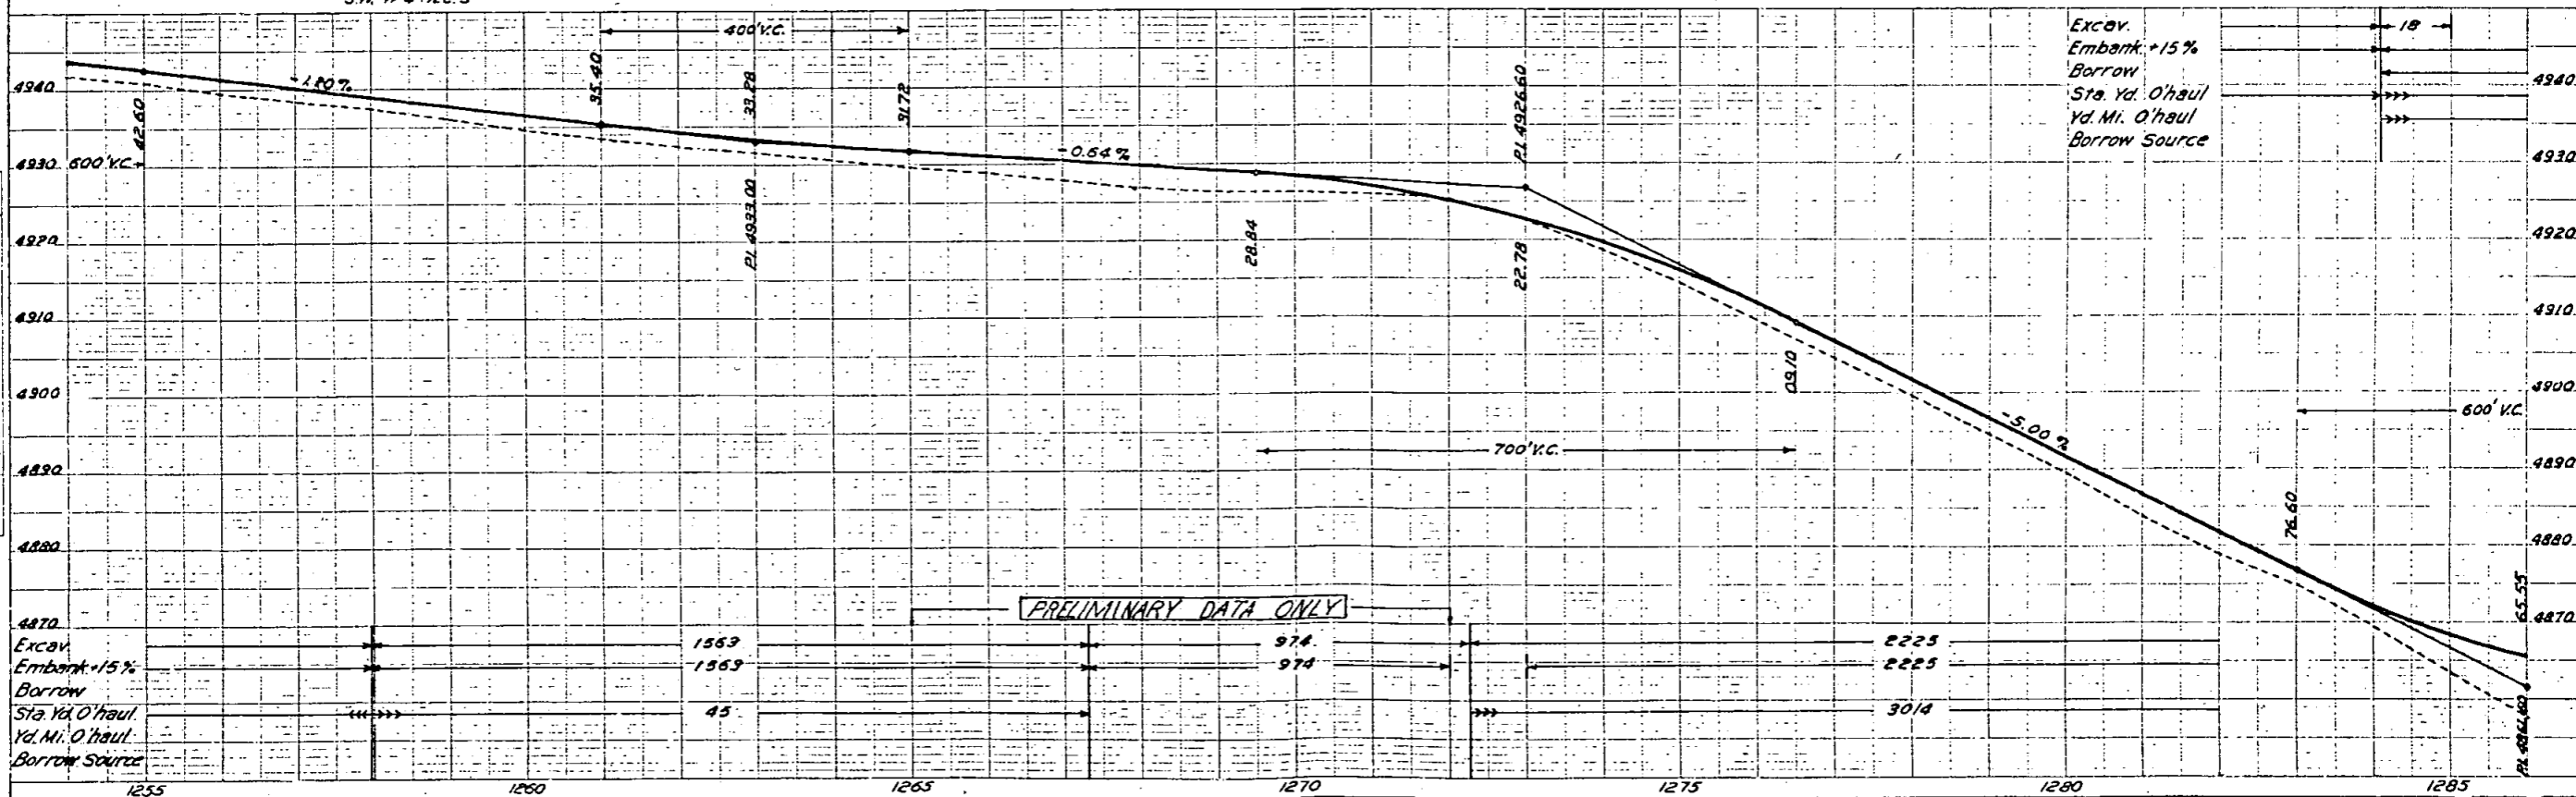 400' V.C.
Excav. 18
Embank. +15%
Borrow
Sta. Yd. O'haul
Yd. Mi. O'haul
Borrow Source
4940
4930
4920
4910
4900
4890
4880
4870
600' V.C.
42.60
-1.20%
35.40
33.28
P.I. 4933.00
31.72
-0.64%
28.84
P.I. 4926.60
22.78
700' V.C.
09.10
-5.00%
76.60
600' V.C.
65.55
P.I. 4861.60
4940
4930
4920
4910
4900
4890
4880
4870
PRELIMINARY DATA ONLY
Excav. 1563 974 2225
Embank. +15% 1563 974 2225
Borrow
Sta. Yd. O'haul 45 3014
Yd. Mi. O'haul
Borrow Source
1255 1260 1265 1270 1275 1280 1285